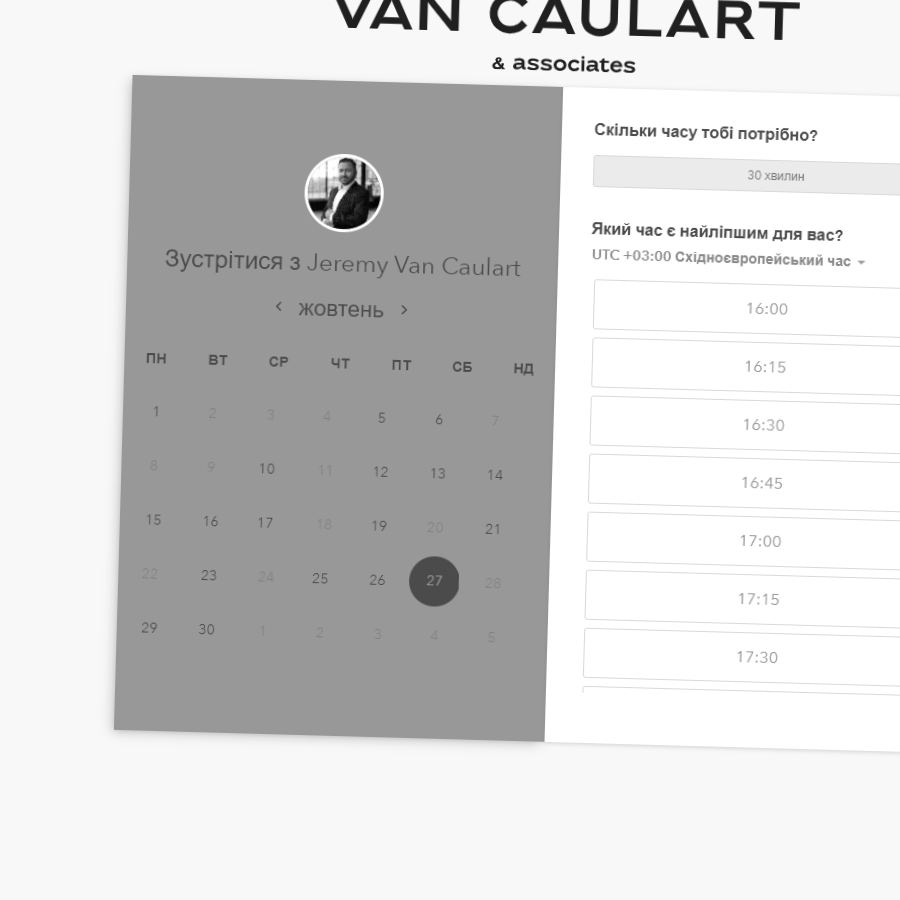 VAN CAULART
& associates
Зустрітися з Jeremy Van Caulart
‹ жовтень ›
ПН ВТ СР ЧТ ПТ СБ НД
1 2 3 4 5 6 7
8 9 10 11 12 13 14
15 16 17 18 19 20 21
22 23 24 25 26 27 28
29 30 1 2 3 4 5
Скільки часу тобі потрібно?
30 хвилин
Який час є найліпшим для вас?
UTC +03:00 Східноєвропейський час
16:00
16:15
16:30
16:45
17:00
17:15
17:30